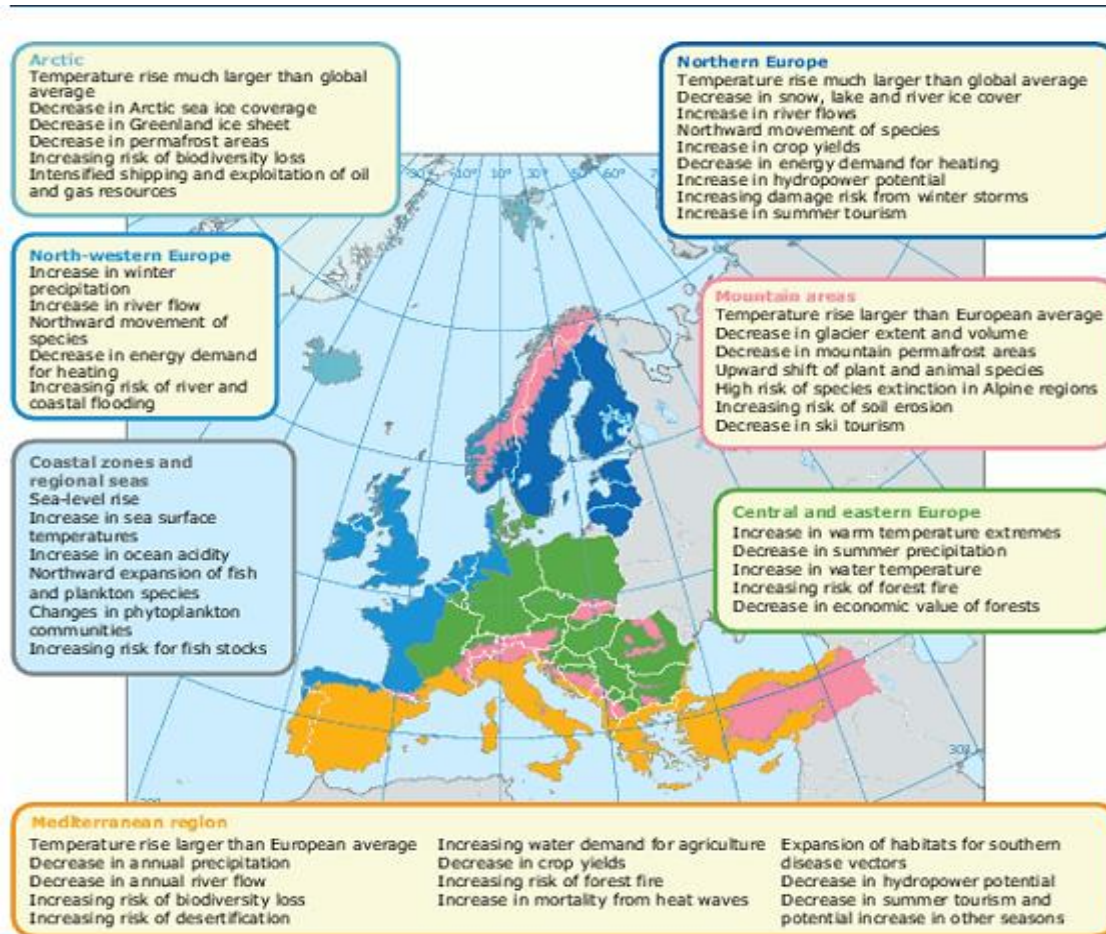 Arctic
Temperature rise much larger than global
average
Decrease in Arctic sea ice coverage
Decrease in Greenland ice sheet
Decrease in permafrost areas
Increasing risk of biodiversity loss
Intensified shipping and exploitation of oil
and gas resources
Northern Europe
Temperature rise much larger than global average
Decrease in snow, lake and river ice cover
Increase in river flows
Northward movement of species
Increase in crop yields
Decrease in energy demand for heating
Increase in hydropower potential
Increasing damage risk from winter storms
Increase in summer tourism
0° 10° 30° 50° 60°
North-western Europe
Increase in winter
precipitation
Increase in river flow
Northward movement of
species
Decrease in energy demand
for heating
Increasing risk of river and
coastal flooding
Mountain areas
Temperature rise larger than European average
Decrease in glacier extent and volume
Decrease in mountain permafrost areas
Upward shift of plant and animal species
High risk of species extinction in Alpine regions
Increasing risk of soil erosion
Decrease in ski tourism
Coastal zones and
regional seas
Sea-level rise
Increase in sea surface
temperatures
Increase in ocean acidity
Northward expansion of fish
and plankton species
Changes in phytoplankton
communities
Increasing risk for fish stocks
Central and eastern Europe
Increase in warm temperature extremes
Decrease in summer precipitation
Increase in water temperature
Increasing risk of forest fire
Decrease in economic value of forests
Mediterranean region
Temperature rise larger than European average
Decrease in annual precipitation
Decrease in annual river flow
Increasing risk of biodiversity loss
Increasing risk of desertification
Increasing water demand for agriculture
Decrease in crop yields
Increasing risk of forest fire
Increase in mortality from heat waves
Expansion of habitats for southern
disease vectors
Decrease in hydropower potential
Decrease in summer tourism and
potential increase in other seasons